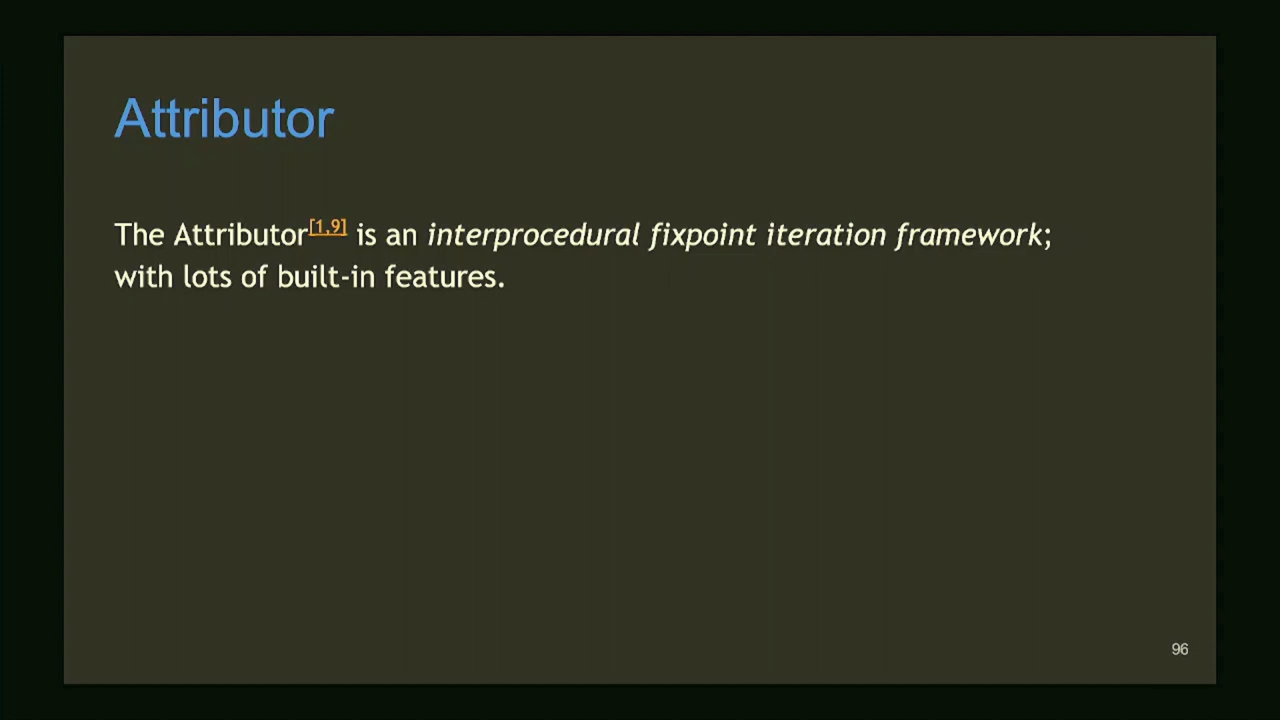 Attributor
The Attributor[1,9] is an interprocedural fixpoint iteration framework;
with lots of built-in features.
96